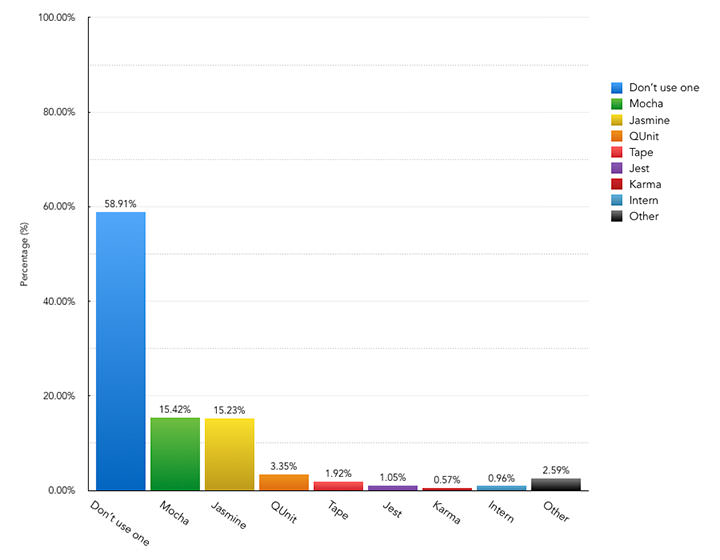 100.00%
80.00%
60.00%
40.00%
20.00%
0.00%
Percentage (%)
58.91%
15.42%
15.23%
3.35%
1.92%
1.05%
0.57%
0.96%
2.59%
Don’t use one
Mocha
Jasmine
QUnit
Tape
Jest
Karma
Intern
Other
Don’t use one
Mocha
Jasmine
QUnit
Tape
Jest
Karma
Intern
Other